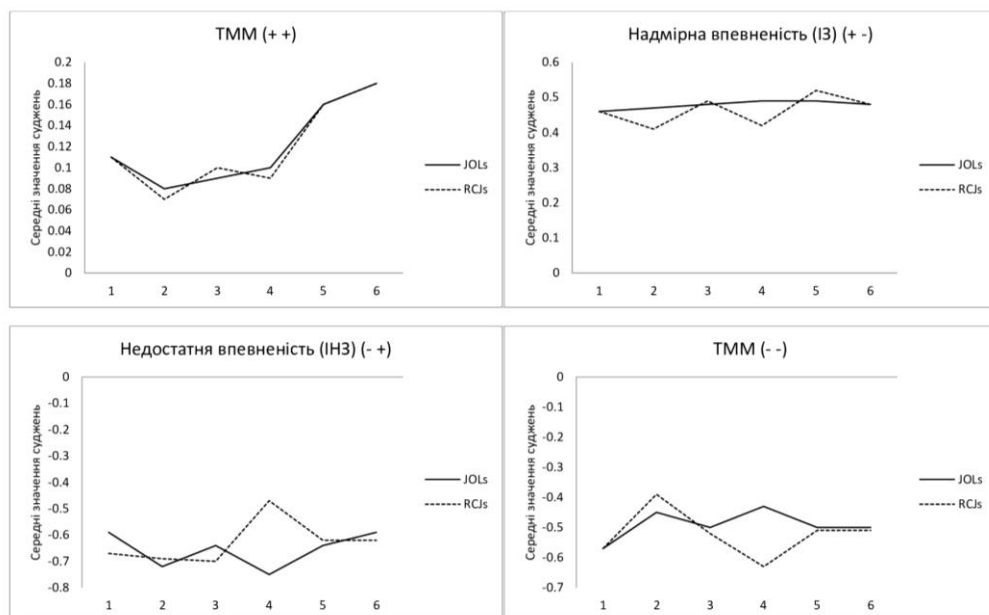 ТММ (+ +)
Середні значення суджень
0.2
0.18
0.16
0.14
0.12
0.1
0.08
0.06
0.04
0.02
0
1 2 3 4 5 6
JOLs
RCJs
Надмірна впевненість (ІЗ) (+ -)
Середні значення суджень
0.6
0.5
0.4
0.3
0.2
0.1
0
1 2 3 4 5 6
JOLs
RCJs
Недостатня впевненість (ІНЗ) (- +)
Середні значення суджень
0
-0.1
-0.2
-0.3
-0.4
-0.5
-0.6
-0.7
-0.8
1 2 3 4 5 6
JOLs
RCJs
ТММ (- -)
Середні значення суджень
0
-0.1
-0.2
-0.3
-0.4
-0.5
-0.6
-0.7
1 2 3 4 5 6
JOLs
RCJs